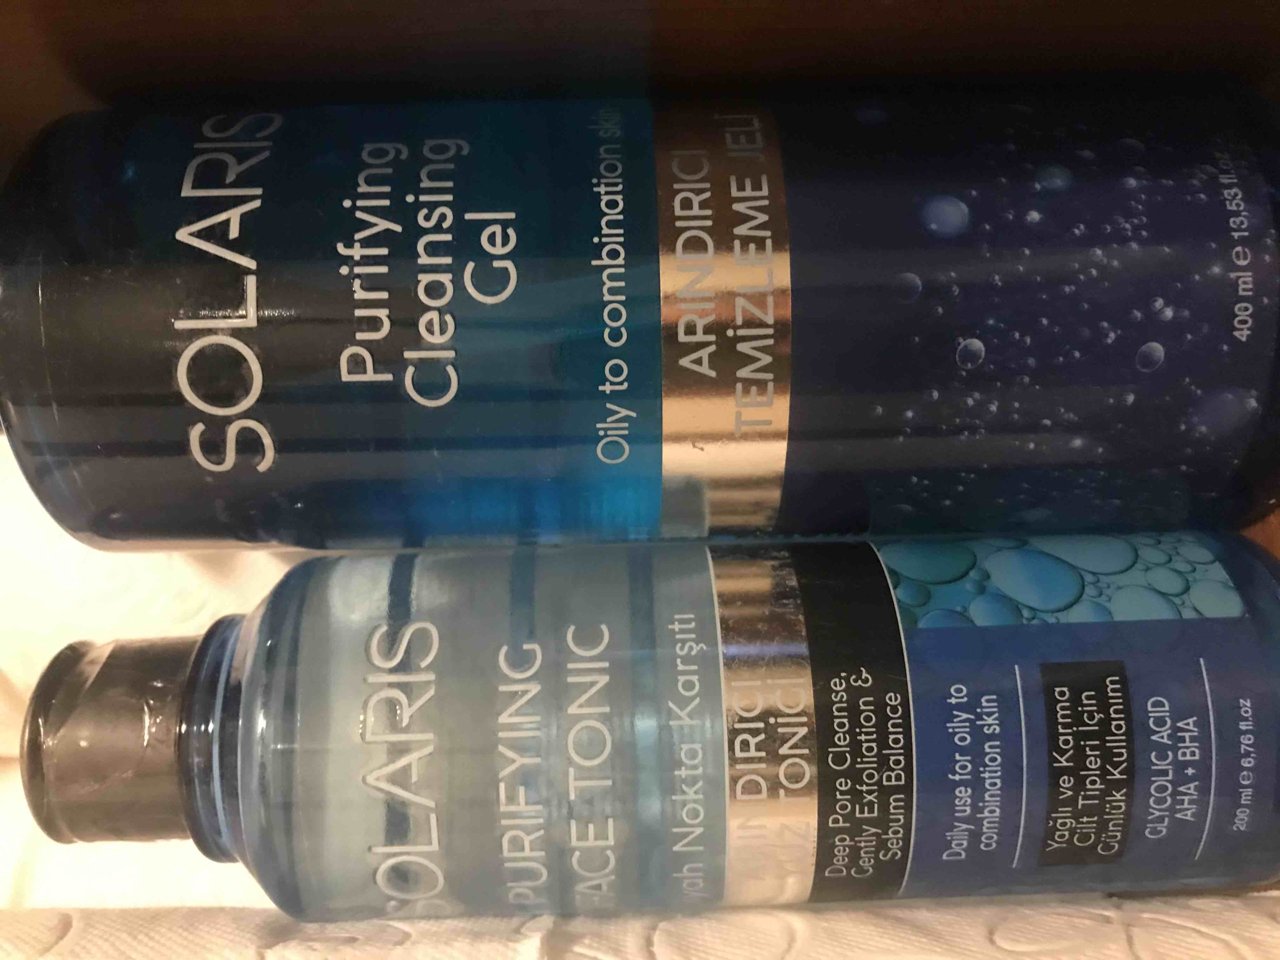 SOLARIS
Purifying
Cleansing
Gel
Oily to combination skin
ARINDIRICI
TEMİZLEME JELİ
400 ml e 13,53 fl.oz
SOLARIS
PURIFYING
FACE TONIC
Nokta Karşıtı
Deep Pore Cleanse,
Gently Exfoliation &
Sebum Balance
Daily use for oily to
combination skin
Yağlı ve Karma
Cilt Tipleri İçin
Günlük Kullanım
GLYCOLIC ACID
AHA + BHA
200 ml e 6,76 fl.oz